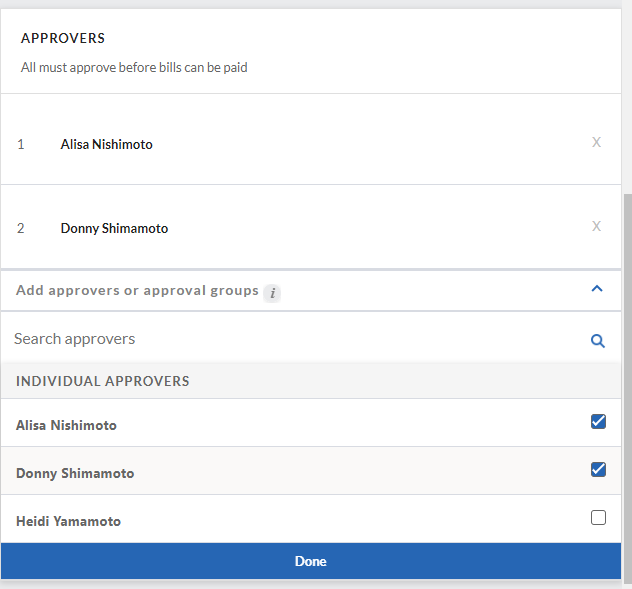 APPROVERS
All must approve before bills can be paid
1 Alisa Nishimoto X
2 Donny Shimamoto X
Add approvers or approval groups i
Search approvers
INDIVIDUAL APPROVERS
Alisa Nishimoto
Donny Shimamoto
Heidi Yamamoto
Done